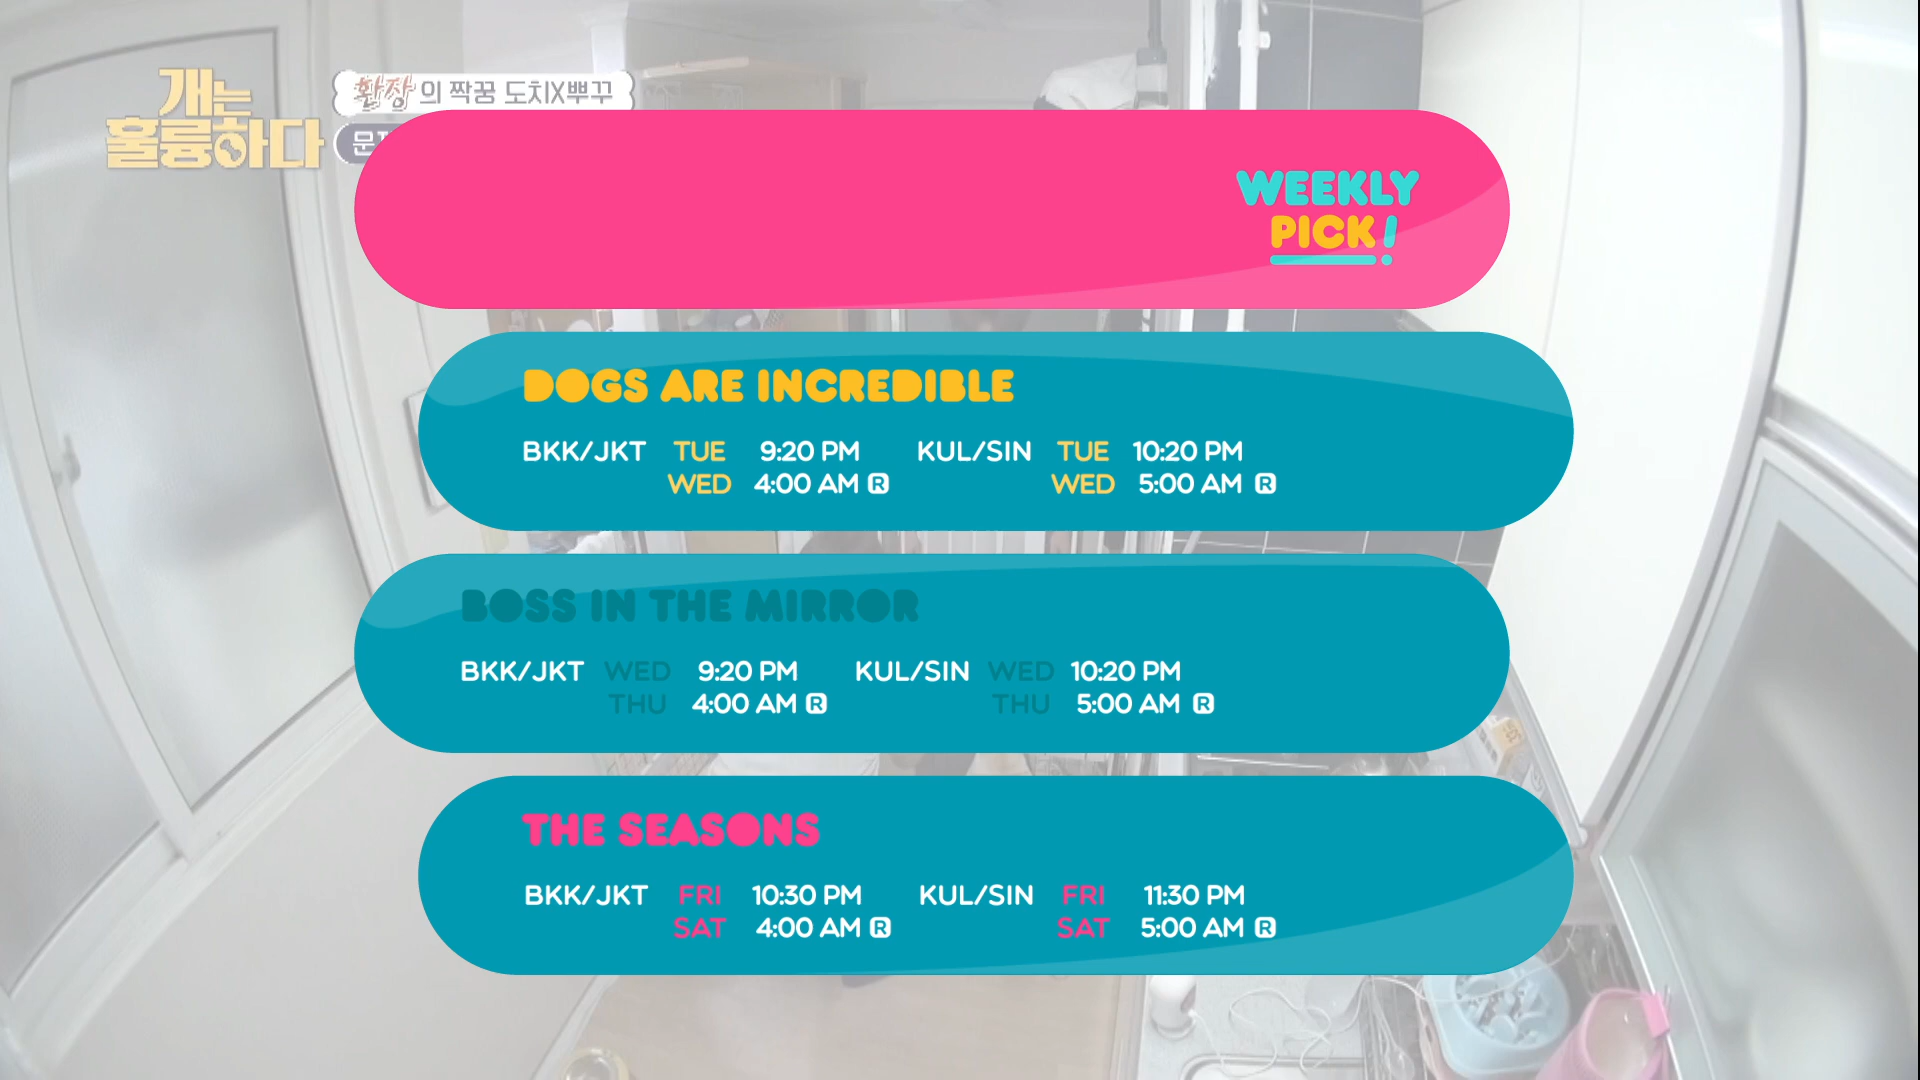 개는
훌륭하다
환장의 짝꿍 도치X뿌꾸
WEEKLY
PICK!
DOGS ARE INCREDIBLE
BKK/JKT TUE 9:20 PM KUL/SIN TUE 10:20 PM
WED 4:00 AM R WED 5:00 AM R
BOSS IN THE MIRROR
BKK/JKT WED 9:20 PM KUL/SIN WED 10:20 PM
THU 4:00 AM R THU 5:00 AM R
THE SEASONS
BKK/JKT FRI 10:30 PM KUL/SIN FRI 11:30 PM
SAT 4:00 AM R SAT 5:00 AM R